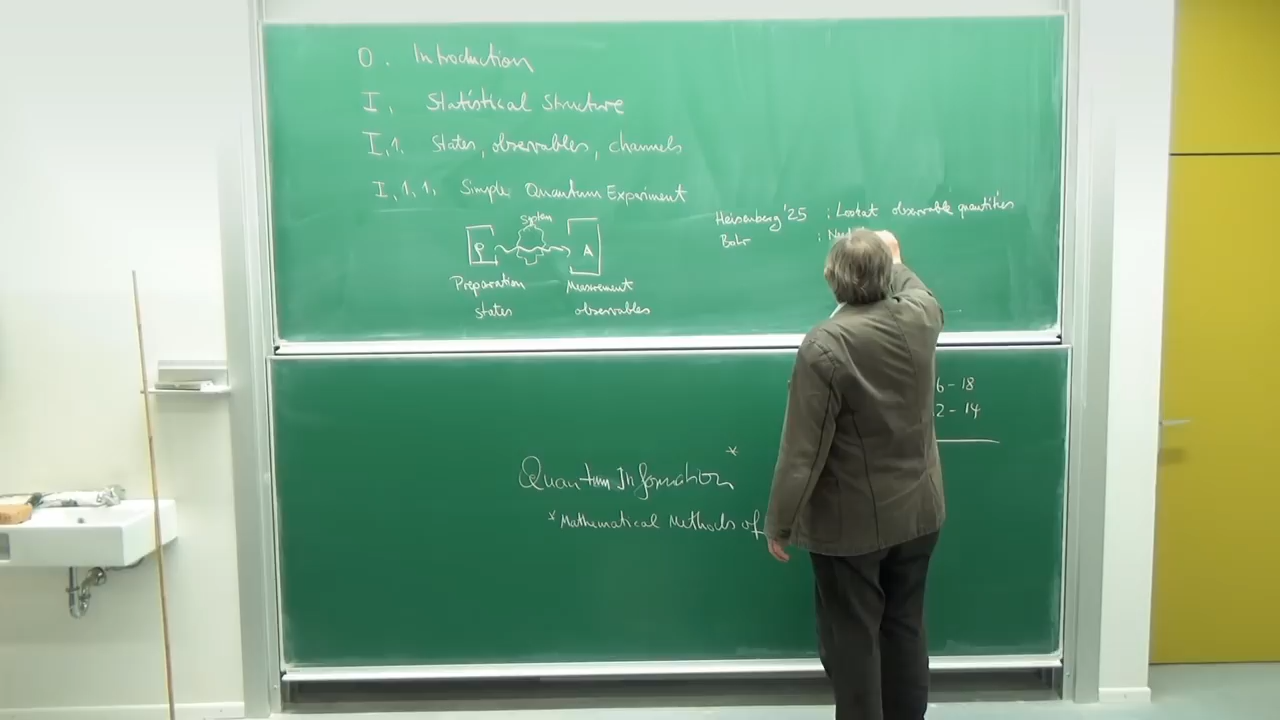 0. Introduction
I. Statistical Structure
I,1. States, observables, channels
I,1,1, Simple Quantum Experiment
system
P A
Preparation Measurement
states observables
Heisenberg '25 : Look at observable quantities
Bohr :
6 - 18
2 - 14
Quantum Information*
*Mathematical Methods of